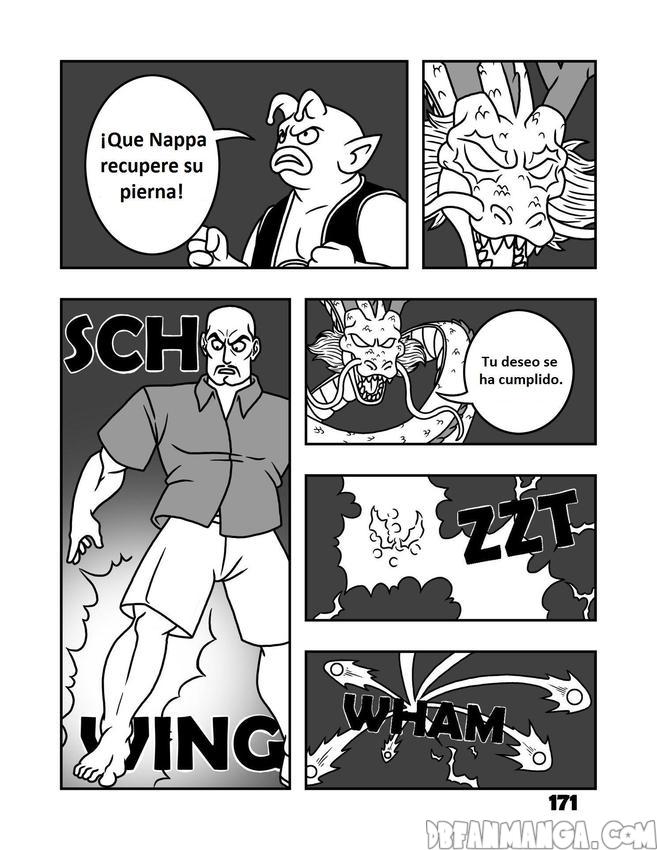 ¡Que Nappa
recupere su
pierna!
SCH
WING
Tu deseo se
ha cumplido.
ZZT
WHAM
171
DBFANMANGA.COM